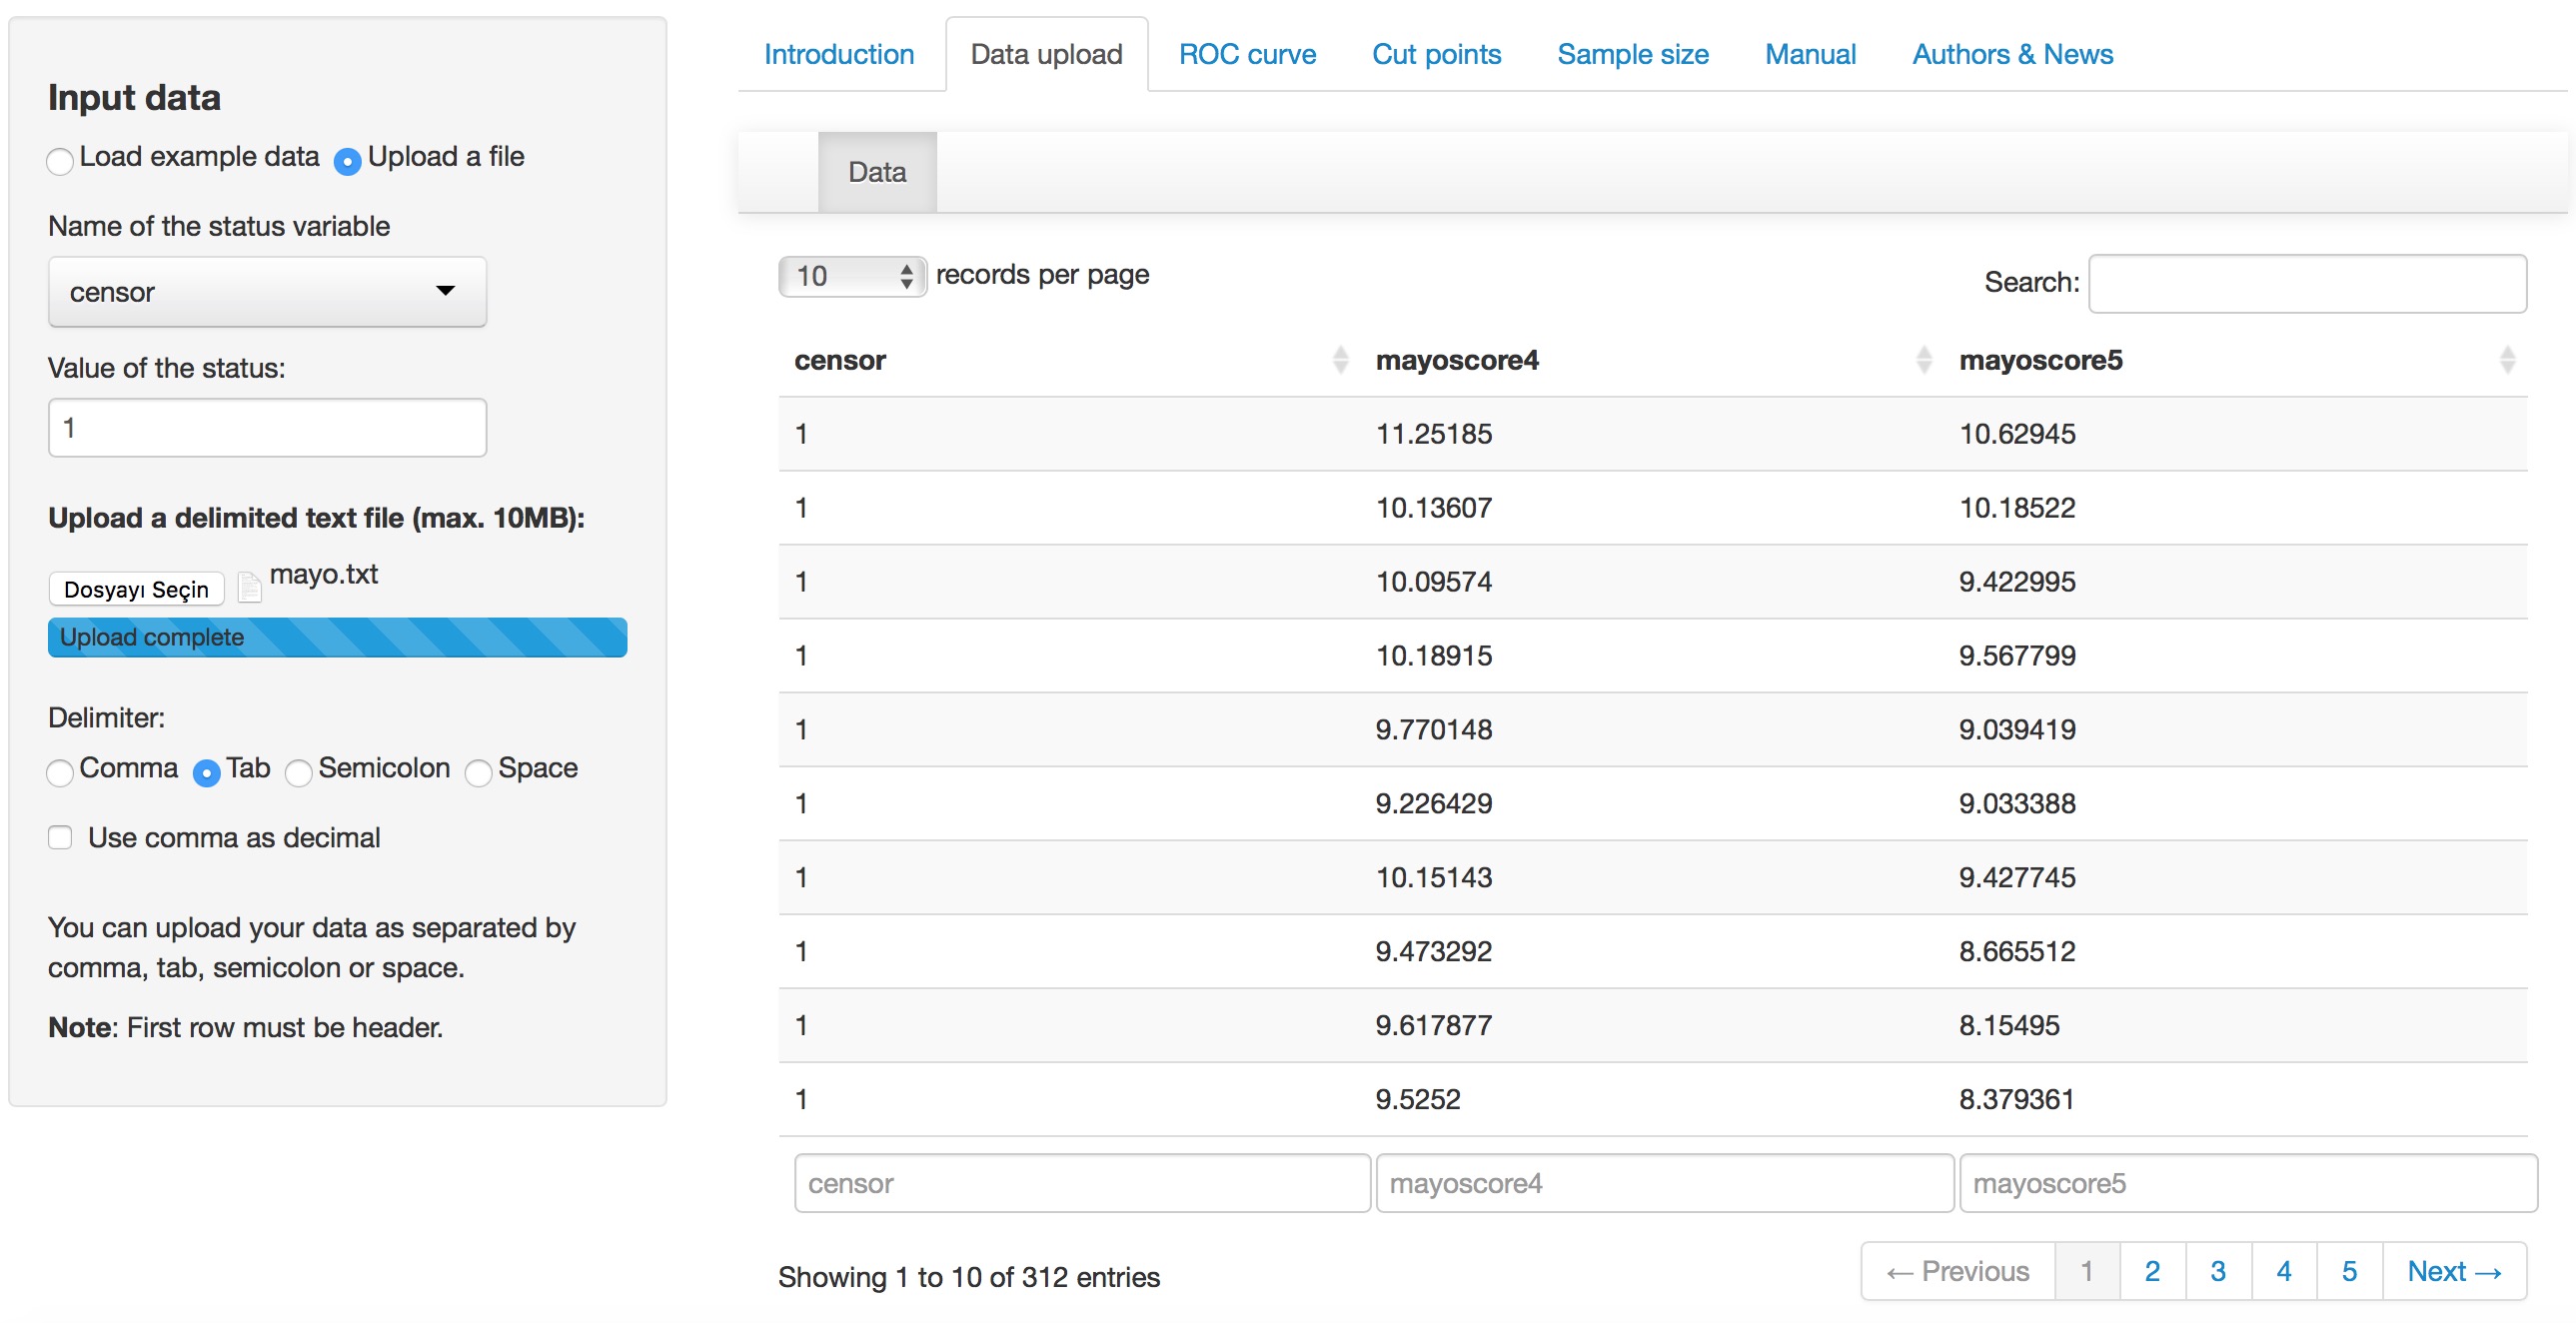 Input data
Load example data Upload a file
Name of the status variable
censor
Value of the status:
1
Upload a delimited text file (max. 10MB):
Dosyayı Seçin mayo.txt
Upload complete
Delimiter:
Comma Tab Semicolon Space
Use comma as decimal
You can upload your data as separated by
comma, tab, semicolon or space.
Note: First row must be header.
Introduction Data upload ROC curve Cut points Sample size Manual Authors & News
Data
10 records per page Search:
censor mayoscore4 mayoscore5
1 11.25185 10.62945
1 10.13607 10.18522
1 10.09574 9.422995
1 10.18915 9.567799
1 9.770148 9.039419
1 9.226429 9.033388
1 10.15143 9.427745
1 9.473292 8.665512
1 9.617877 8.15495
1 9.5252 8.379361
censor mayoscore4 mayoscore5
Showing 1 to 10 of 312 entries ← Previous 1 2 3 4 5 Next →